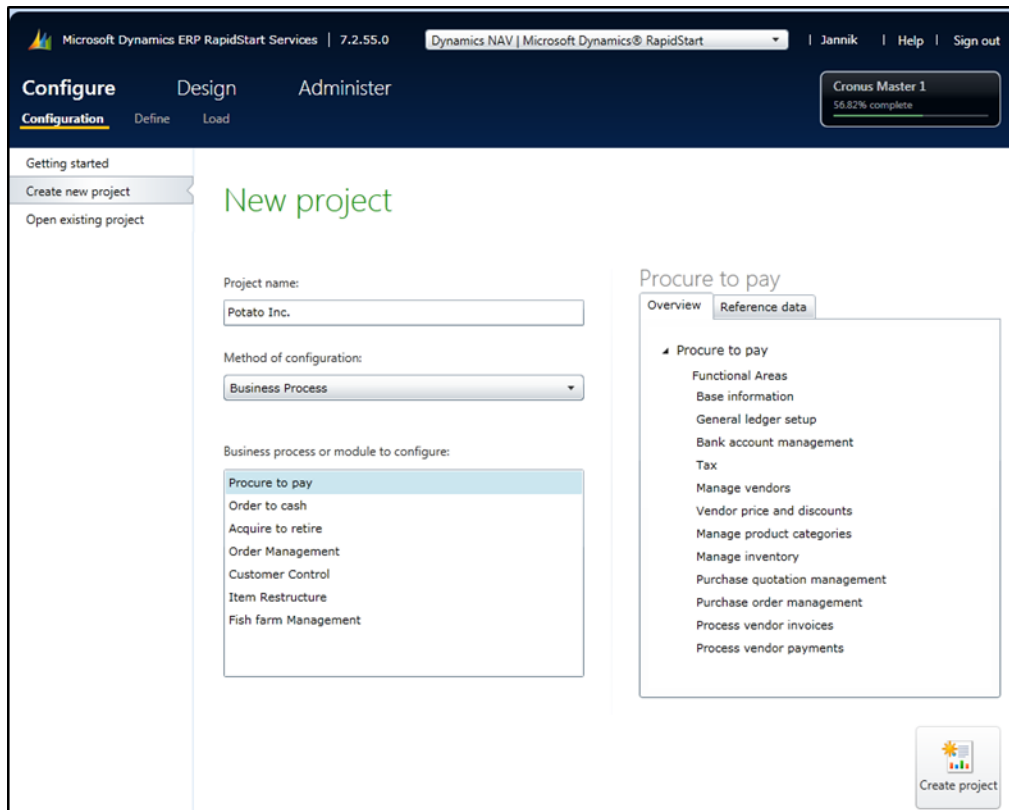 Microsoft Dynamics ERP RapidStart Services | 7.2.55.0
Dynamics NAV | Microsoft Dynamics® RapidStart
| Jannik | Help | Sign out
Configure Design Administer
Configuration Define Load
Cronus Master 1
56.82% complete
Getting started
Create new project
Open existing project
New project
Project name:
Potato Inc.
Method of configuration:
Business Process
Business process or module to configure:
Procure to pay
Order to cash
Acquire to retire
Order Management
Customer Control
Item Restructure
Fish farm Management
Procure to pay
Overview Reference data
Procure to pay
Functional Areas
Base information
General ledger setup
Bank account management
Tax
Manage vendors
Vendor price and discounts
Manage product categories
Manage inventory
Purchase quotation management
Purchase order management
Process vendor invoices
Process vendor payments
Create project